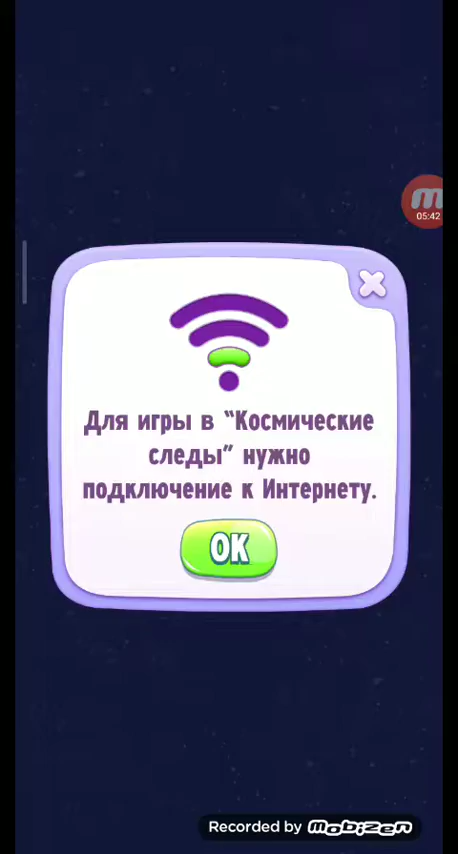 05:42
Для игры в "Космические
следы" нужно
подключение к Интернету.
OK
Recorded by mobizen